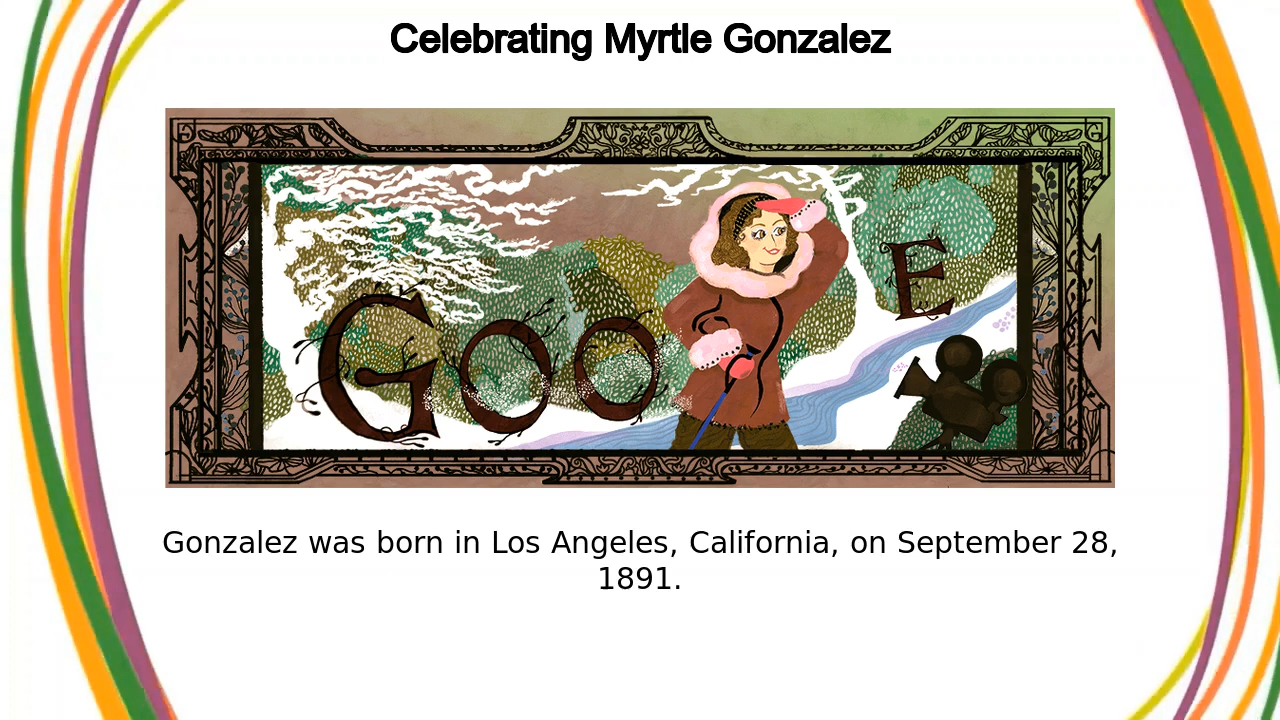 Celebrating Myrtle Gonzalez
GOO E
Gonzalez was born in Los Angeles, California, on September 28,
1891.